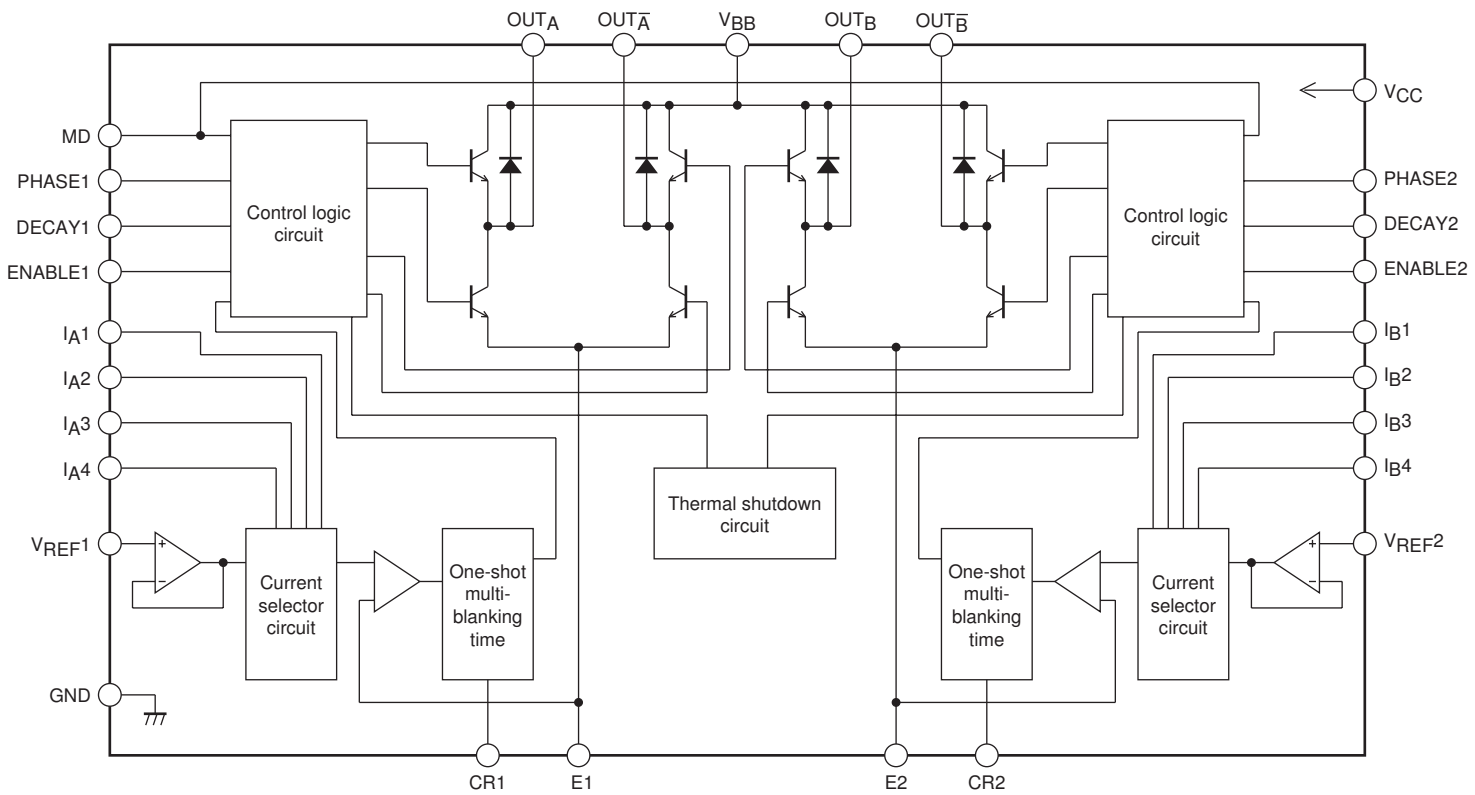 OUTA OUTA̅ VBB OUTB OUTB̅
VCC
MD
PHASE1
DECAY1
ENABLE1
IA1
IA2
IA3
IA4
VREF1
GND
Control logic
circuit
Control logic
circuit
PHASE2
DECAY2
ENABLE2
IB1
IB2
IB3
IB4
VREF2
Thermal shutdown
circuit
+
−
Current
selector
circuit
One-shot
multi-
blanking
time
One-shot
multi-
blanking
time
Current
selector
circuit
+
−
CR1 E1 E2 CR2